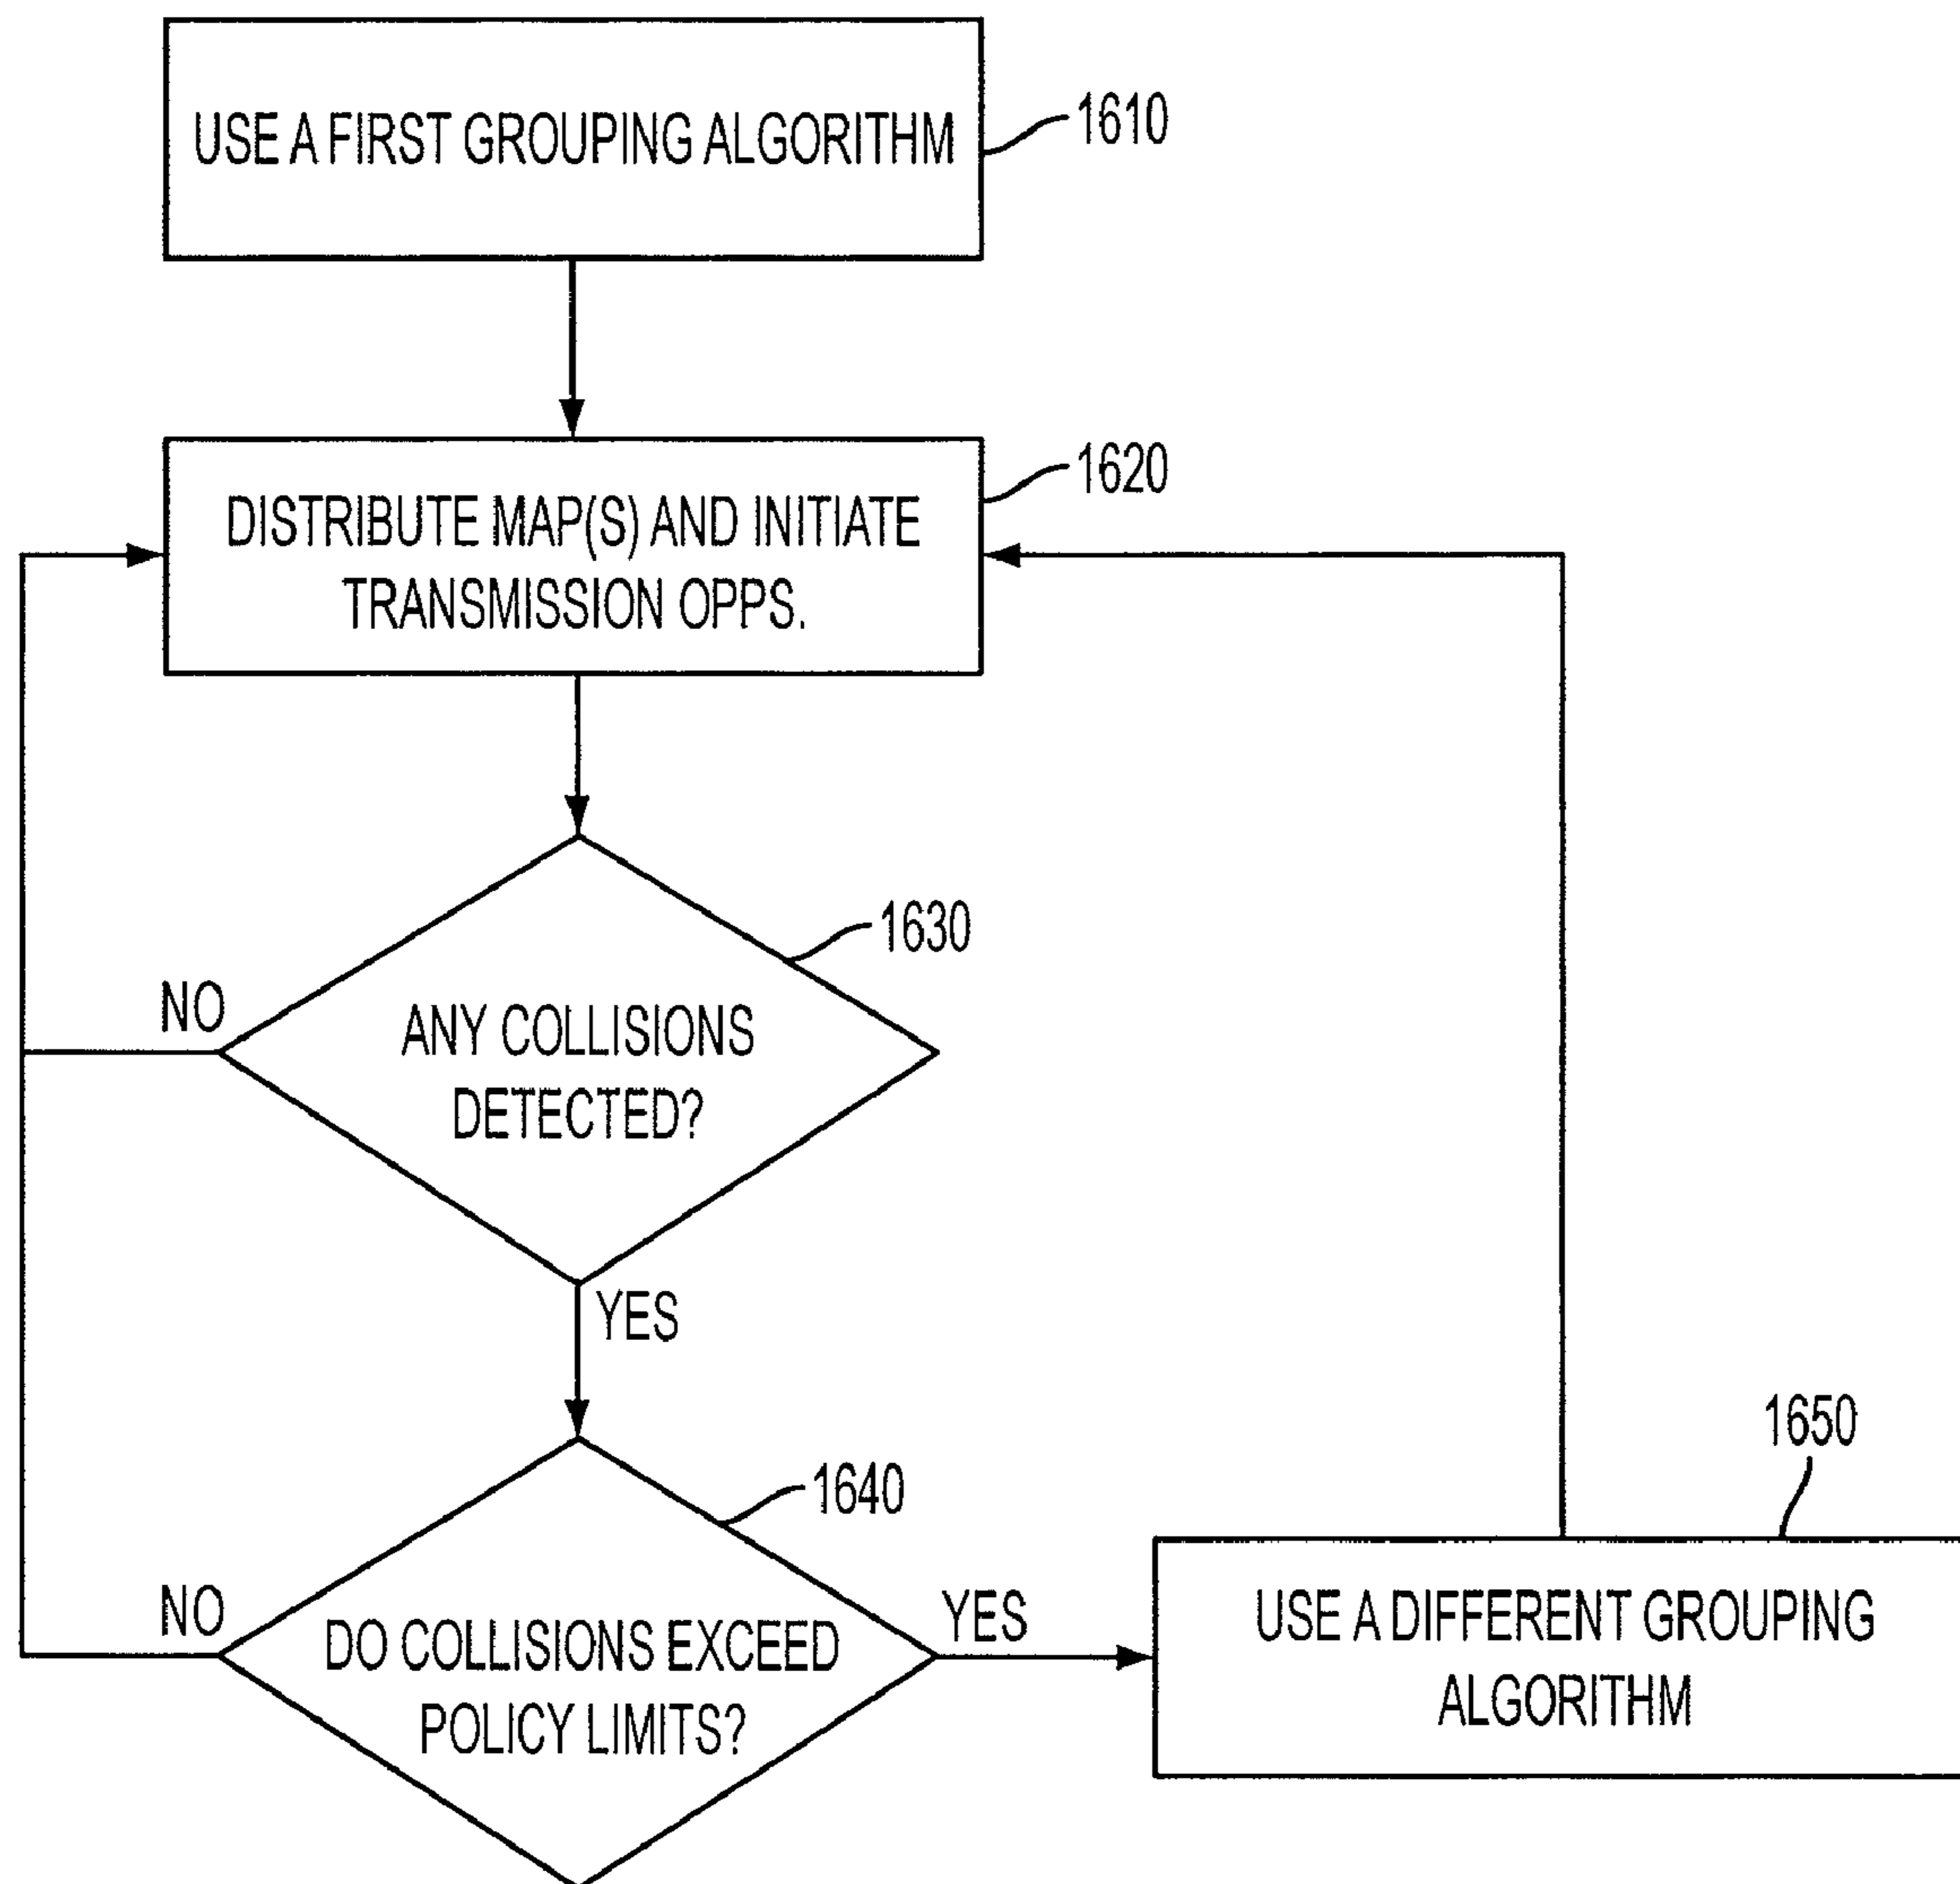 USE A FIRST GROUPING ALGORITHM
1610
DISTRIBUTE MAP(S) AND INITIATE
TRANSMISSION OPPS.
1620
ANY COLLISIONS
DETECTED?
1630
NO
YES
DO COLLISIONS EXCEED
POLICY LIMITS?
1640
NO
YES
USE A DIFFERENT GROUPING
ALGORITHM
1650